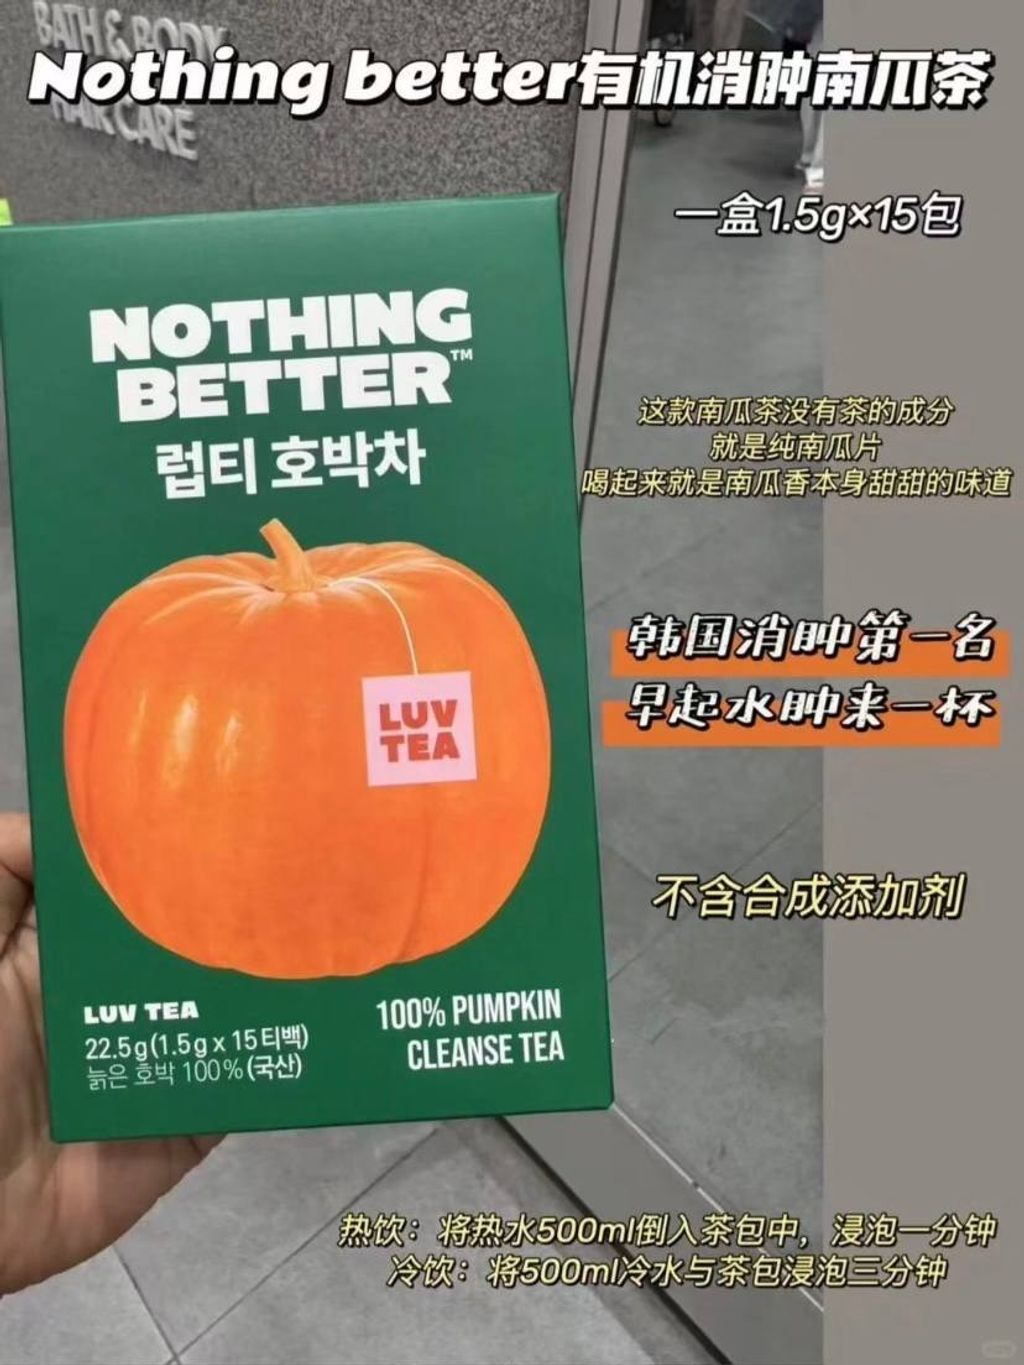 BATH & BODY
HAIR CARE
Nothing better有机消肿南瓜茶
一盒1.5g×15包
NOTHING
BETTER™
럽티 호박차
这款南瓜茶没有茶的成分
就是纯南瓜片
喝起来就是南瓜香本身甜甜的味道
LUV
TEA
韩国消肿第一名
早起水肿来一杯
不含合成添加剂
LUV TEA
22.5g(1.5g x 15티백)
늙은 호박 100%(국산)
100% PUMPKIN
CLEANSE TEA
热饮：将热水500ml倒入茶包中，浸泡一分钟
冷饮：将500ml冷水与茶包浸泡三分钟